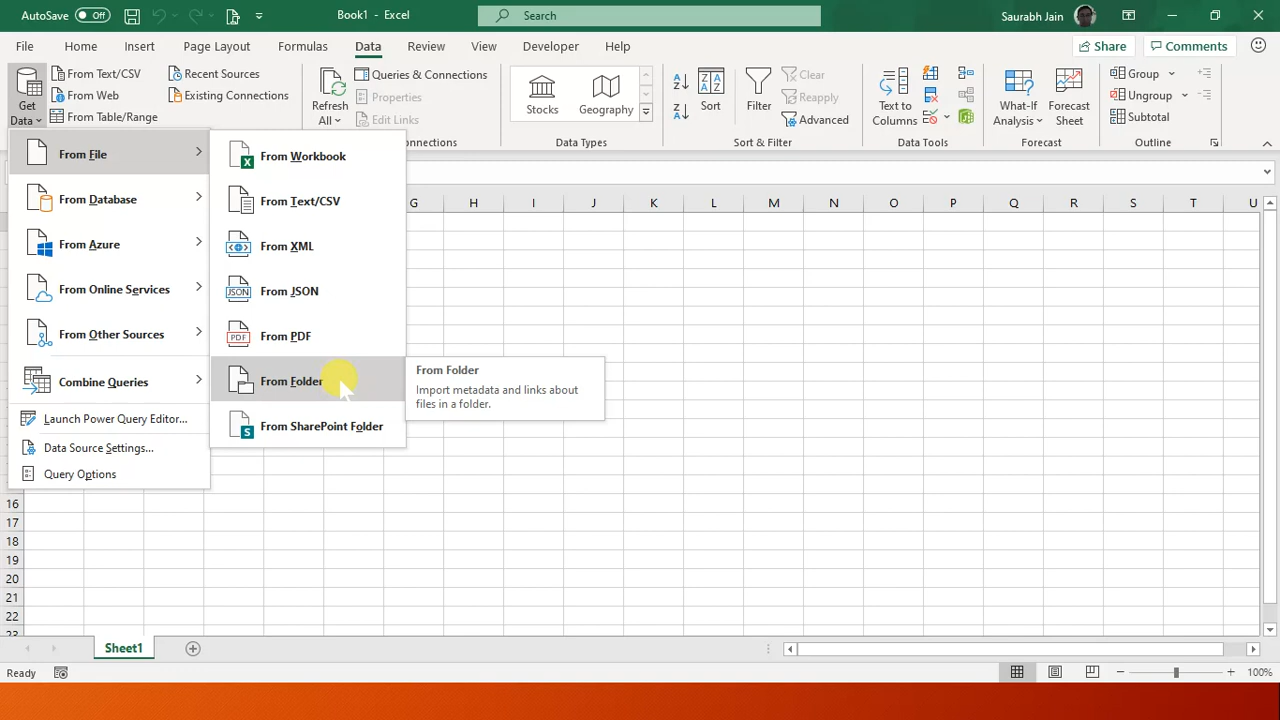 AutoSave Off Book1 - Excel Search Saurabh Jain
File Home Insert Page Layout Formulas Data Review View Developer Help Share Comments
Get Data
From Text/CSV
From Web
From Table/Range
Recent Sources
Existing Connections
Refresh All
Queries & Connections
Properties
Edit Links
Stocks
Geography
Sort
Filter
Clear
Reapply
Advanced
Text to Columns
What-If Analysis
Forecast Sheet
Group
Ungroup
Subtotal
onnections Data Types Sort & Filter Data Tools Forecast Outline
From File
From Database
From Azure
From Online Services
From Other Sources
Combine Queries
Launch Power Query Editor...
Data Source Settings...
Query Options
From Workbook
From Text/CSV
From XML
JSON From JSON
PDF From PDF
From Folder
S From SharePoint Folder
From Folder
Import metadata and links about
files in a folder.
G H I J K L M N O P Q R S T U
16
17
18
19
20
21
22
23
Sheet1
Ready 100%